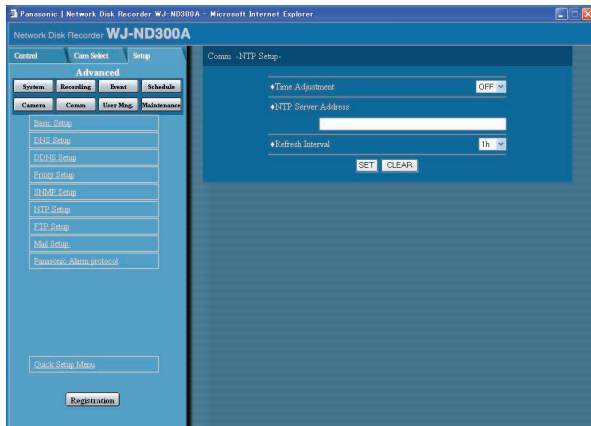 Panasonic | Network Disk Recorder WJ-ND300A - Microsoft Internet Explorer
Network Disk Recorder WJ-ND300A
Control Cam Select Setup
Advanced
System Recording Event Schedule
Camera Comm User Mng. Maintenance
Basic Setup
DNS Setup
DDNS Setup
Proxy Setup
SNMP Setup
NTP Setup
FTP Setup
Mail Setup
Panasonic Alarm protocol
Quick Setup Menu
Registration
Comm -NTP Setup-
♦Time Adjustment OFF
♦NTP Server Address
♦Refresh Interval 1h
SET CLEAR